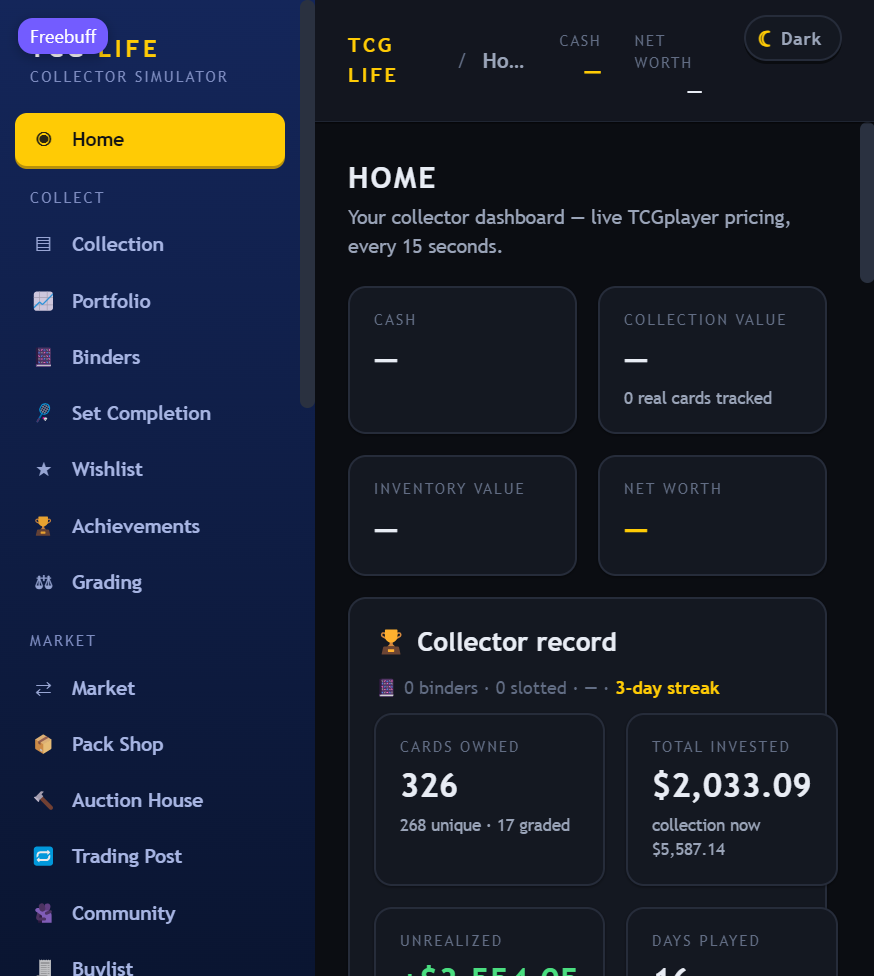 Freebuff
LIFE
COLLECTOR SIMULATOR
Home
COLLECT
Collection
Portfolio
Binders
Set Completion
Wishlist
Achievements
Grading
MARKET
Market
Pack Shop
Auction House
Trading Post
Community
Buylist
TCG
LIFE
/ Ho...
CASH
—
NET
WORTH
—
Dark
HOME
Your collector dashboard — live TCGplayer pricing,
every 15 seconds.
CASH
—
COLLECTION VALUE
—
0 real cards tracked
INVENTORY VALUE
—
NET WORTH
—
Collector record
0 binders · 0 slotted · — · 3-day streak
CARDS OWNED
326
268 unique · 17 graded
TOTAL INVESTED
$2,033.09
collection now
$5,587.14
UNREALIZED
DAYS PLAYED